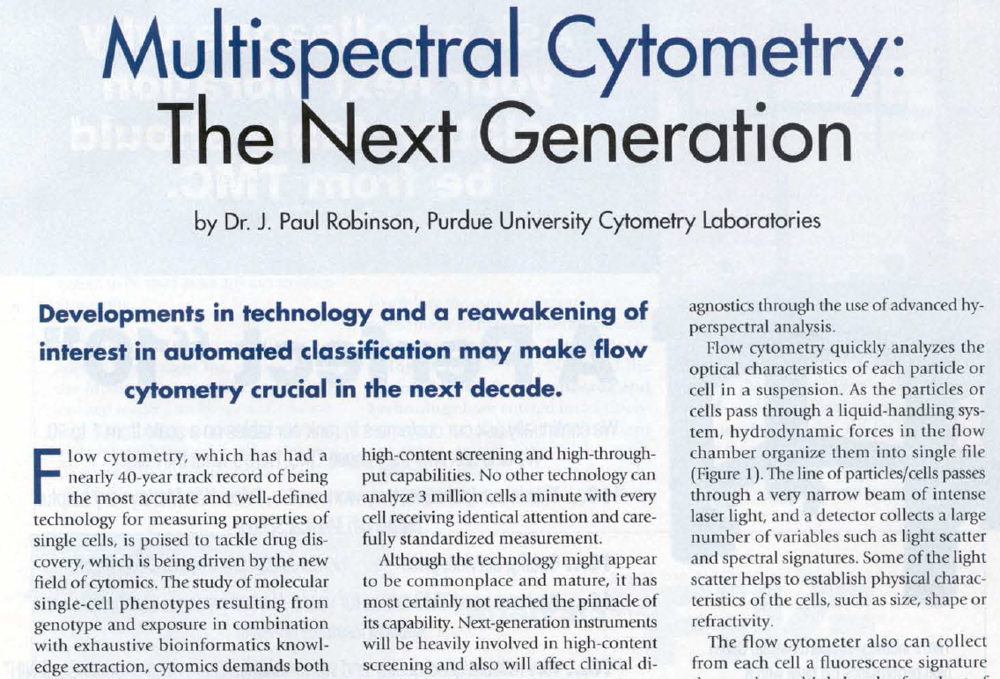 Multispectral Cytometry:
The Next Generation
by Dr. J. Paul Robinson, Purdue University Cytometry Laboratories
Developments in technology and a reawakening of
interest in automated classification may make flow
cytometry crucial in the next decade.
Flow cytometry, which has had a
nearly 40-year track record of being
the most accurate and well-defined
technology for measuring properties of
single cells, is poised to tackle drug dis-
covery, which is being driven by the new
field of cytomics. The study of molecular
single-cell phenotypes resulting from
genotype and exposure in combination
with exhaustive bioinformatics knowl-
edge extraction, cytomics demands both
high-content screening and high-through-
put capabilities. No other technology can
analyze 3 million cells a minute with every
cell receiving identical attention and care-
fully standardized measurement.
Although the technology might appear
to be commonplace and mature, it has
most certainly not reached the pinnacle of
its capability. Next-generation instruments
will be heavily involved in high-content
screening and also will affect clinical di-
agnostics through the use of advanced hy-
perspectral analysis.
Flow cytometry quickly analyzes the
optical characteristics of each particle or
cell in a suspension. As the particles or
cells pass through a liquid-handling sys-
tem, hydrodynamic forces in the flow
chamber organize them into single file
(Figure 1). The line of particles/cells passes
through a very narrow beam of intense
laser light, and a detector collects a large
number of variables such as light scatter
and spectral signatures. Some of the light
scatter helps to establish physical charac-
teristics of the cells, such as size, shape or
refractivity.
The flow cytometer also can collect
from each cell a fluorescence signature